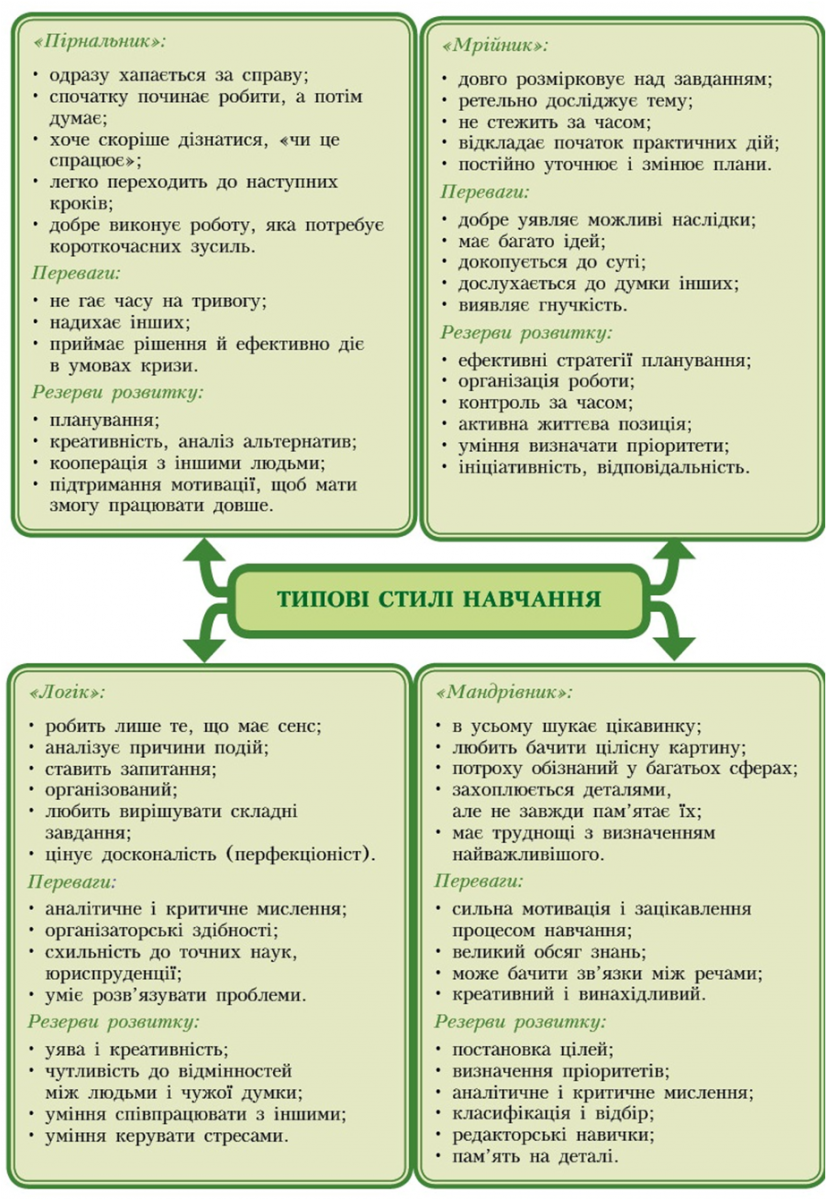 «Пірнальник»:
• одразу хапається за справу;
• спочатку починає робити, а потім
думає;
• хоче скоріше дізнатися, «чи це
спрацює»;
• легко переходить до наступних
кроків;
• добре виконує роботу, яка потребує
короткочасних зусиль.
Переваги:
• не гає часу на тривогу;
• надихає інших;
• приймає рішення й ефективно діє
в умовах кризи.
Резерви розвитку:
• планування;
• креативність, аналіз альтернатив;
• кооперація з іншими людьми;
• підтримання мотивації, щоб мати
змогу працювати довше.
«Мрійник»:
• довго розмірковує над завданням;
• ретельно досліджує тему;
• не стежить за часом;
• відкладає початок практичних дій;
• постійно уточнює і змінює плани.
Переваги:
• добре уявляє можливі наслідки;
• має багато ідей;
• докопується до суті;
• дослухається до думки інших;
• виявляє гнучкість.
Резерви розвитку:
• ефективні стратегії планування;
• організація роботи;
• контроль за часом;
• активна життєва позиція;
• уміння визначати пріоритети;
• ініціативність, відповідальність.
ТИПОВІ СТИЛІ НАВЧАННЯ
«Логік»:
• робить лише те, що має сенс;
• аналізує причини подій;
• ставить запитання;
• організований;
• любить вирішувати складні
завдання;
• цінує досконалість (перфекціоніст).
Переваги:
• аналітичне і критичне мислення;
• організаторські здібності;
• схильність до точних наук,
юриспруденції;
• уміє розв’язувати проблеми.
Резерви розвитку:
• уява і креативність;
• чутливість до відмінностей
між людьми і чужої думки;
• уміння співпрацювати з іншими;
• уміння керувати стресами.
«Мандрівник»:
• в усьому шукає цікавинку;
• любить бачити цілісну картину;
• потроху обізнаний у багатьох сферах;
• захоплюється деталями,
але не завжди пам’ятає їх;
• має труднощі з визначенням
найважливішого.
Переваги:
• сильна мотивація і зацікавлення
процесом навчання;
• великий обсяг знань;
• може бачити зв’язки між речами;
• креативний і винахідливий.
Резерви розвитку:
• постановка цілей;
• визначення пріоритетів;
• аналітичне і критичне мислення;
• класифікація і відбір;
• редакторські навички;
• пам’ять на деталі.